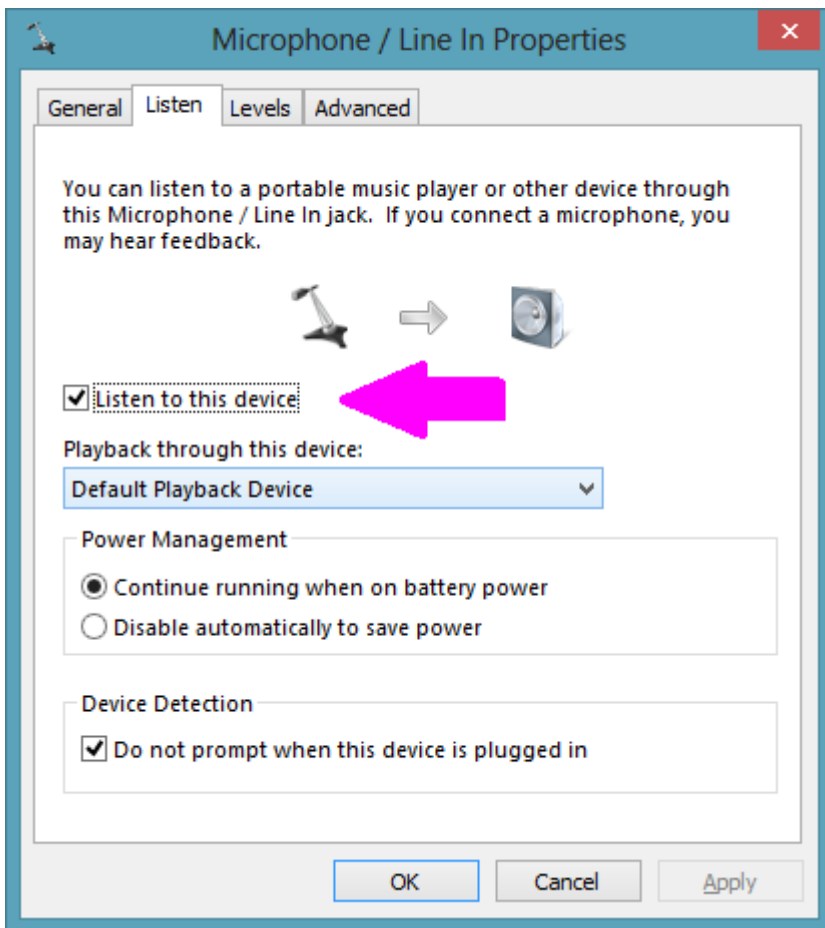 Microphone / Line In Properties
General Listen Levels Advanced
You can listen to a portable music player or other device through
this Microphone / Line In jack.  If you connect a microphone, you
may hear feedback.
Listen to this device
Playback through this device:
Default Playback Device
Power Management
Continue running when on battery power
Disable automatically to save power
Device Detection
Do not prompt when this device is plugged in
OK Cancel Apply